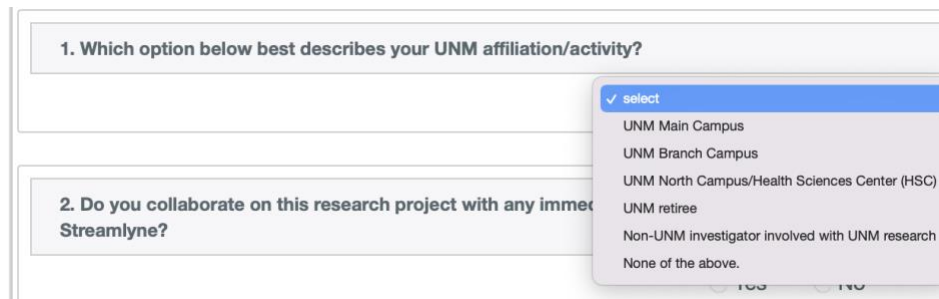 1. Which option below best describes your UNM affiliation/activity?
✓ select
UNM Main Campus
UNM Branch Campus
UNM North Campus/Health Sciences Center (HSC)
UNM retiree
Non-UNM investigator involved with UNM research
None of the above.
2. Do you collaborate on this research project with any
Streamlyne?